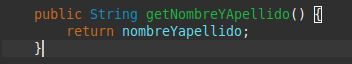 public String getNombreYApellido() {
return nombreYapellido;
}